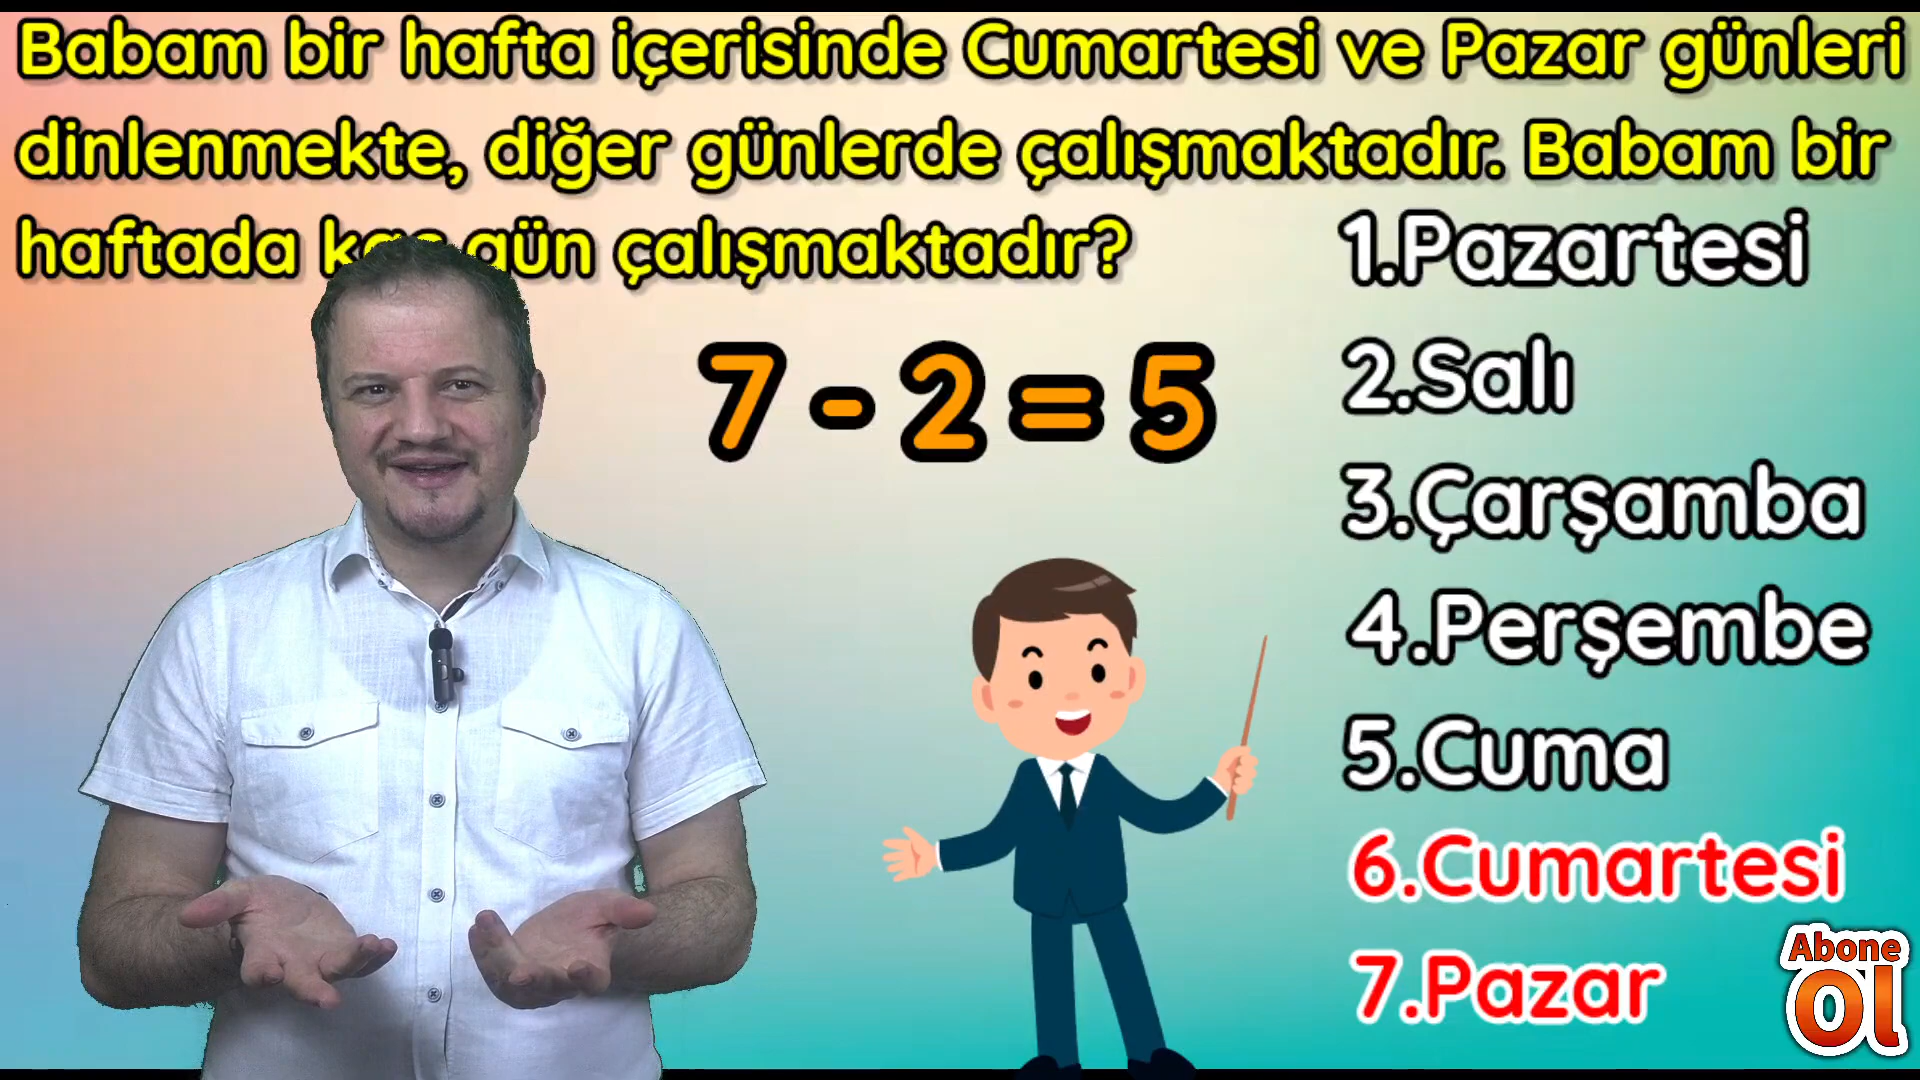 Babam bir hafta içerisinde Cumartesi ve Pazar günleri
dinlenmekte, diğer günlerde çalışmaktadır. Babam bir
haftada gün çalışmaktadır?
7 - 2 = 5
1.Pazartesi
2.Salı
3.Çarşamba
4.Perşembe
5.Cuma
6.Cumartesi
7.Pazar
Abone
Ol